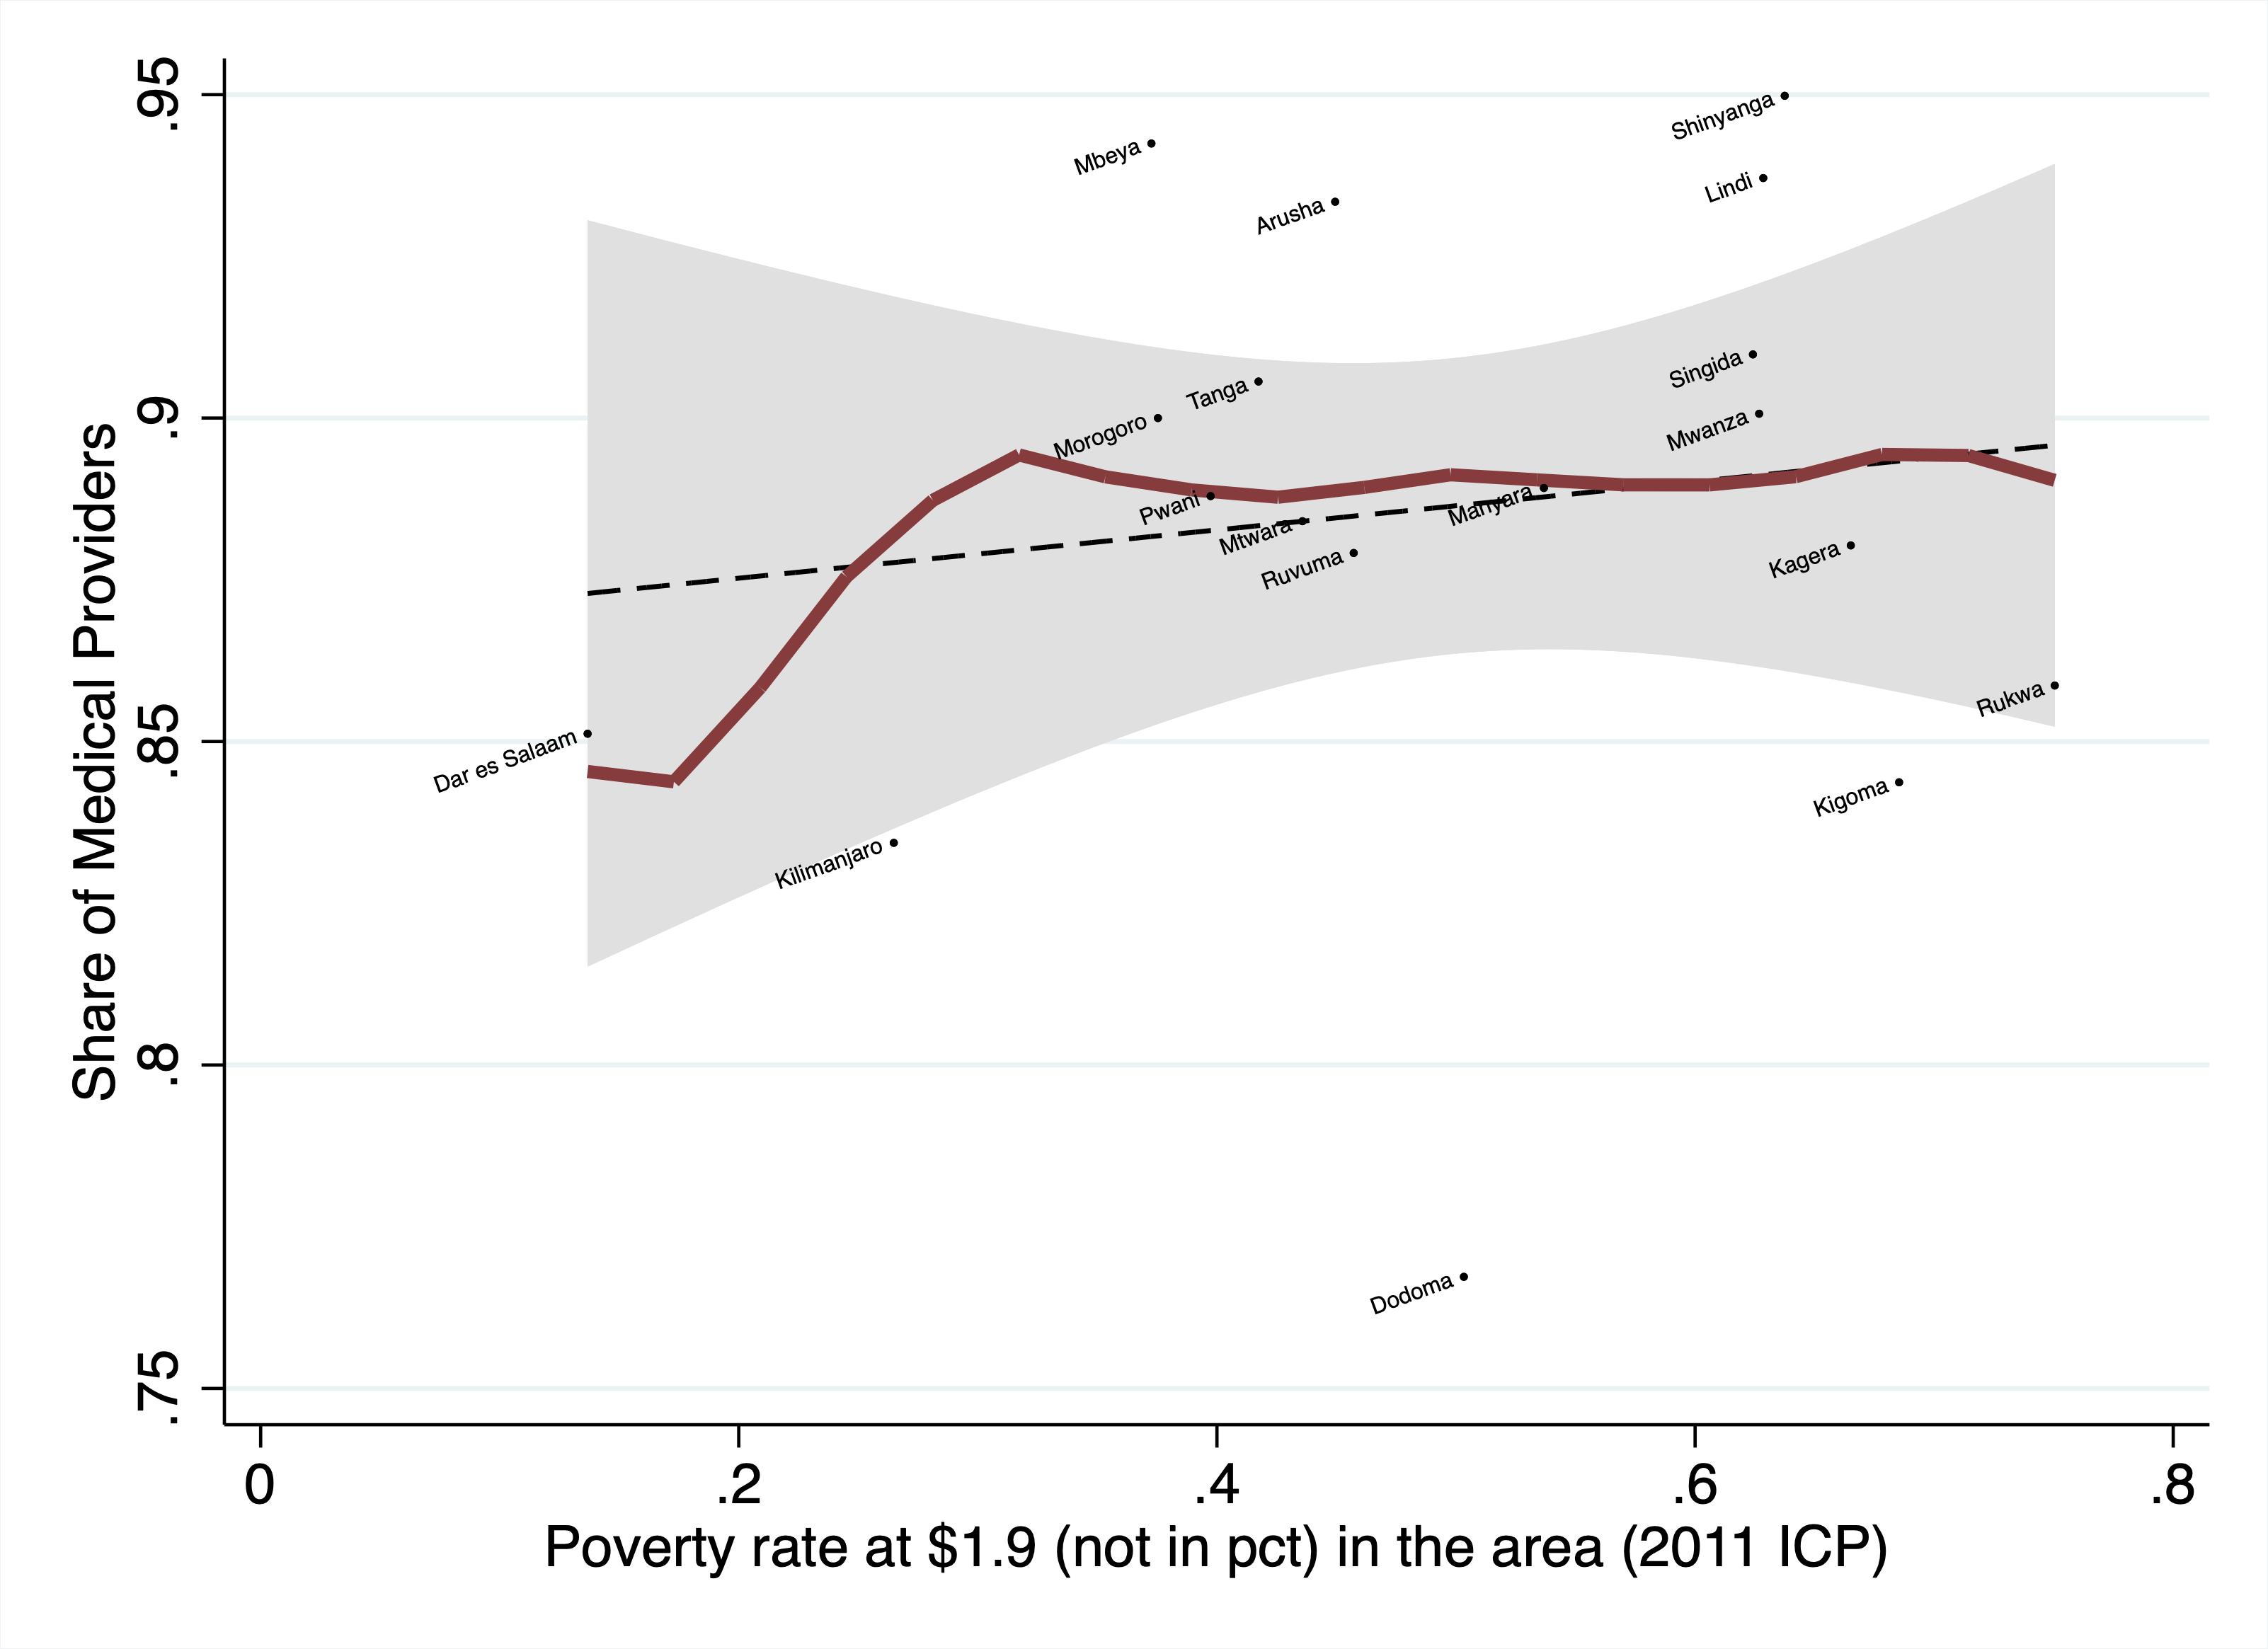 .95
.9
.85
.8
.75
Share of Medical Providers
Shinyanga
Mbeya
Lindi
Arusha
Singida
Tanga
Mwanza
Morogoro
Manyara
Pwani
Mtwara
Kagera
Ruvuma
Rukwa
Dar es Salaam
Kigoma
Kilimanjaro
Dodoma
0 .2 .4 .6 .8
Poverty rate at $1.9 (not in pct) in the area (2011 ICP)